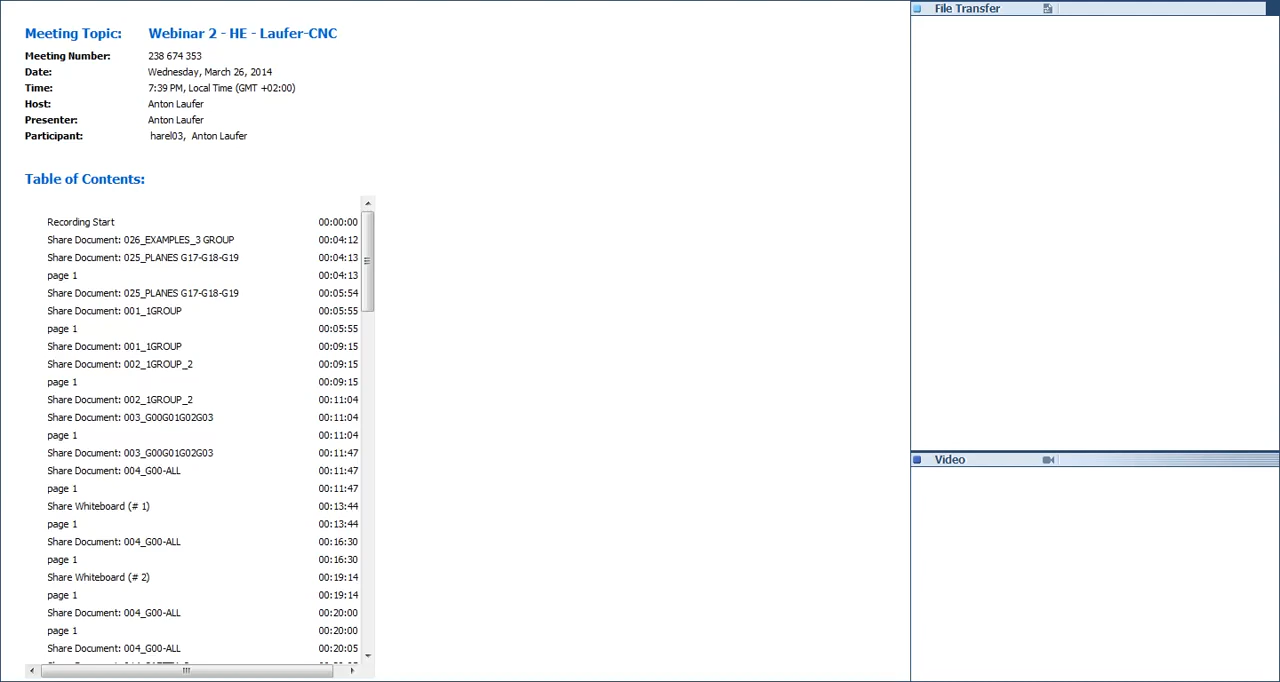 Meeting Topic: Webinar 2 - HE - Laufer-CNC
Meeting Number: 238 674 353
Date: Wednesday, March 26, 2014
Time: 7:39 PM, Local Time (GMT +02:00)
Host: Anton Laufer
Presenter: Anton Laufer
Participant: harel03, Anton Laufer
Table of Contents:
Recording Start 00:00:00
Share Document: 026_EXAMPLES_3 GROUP 00:04:12
Share Document: 025_PLANES G17-G18-G19 00:04:13
page 1 00:04:13
Share Document: 025_PLANES G17-G18-G19 00:05:54
Share Document: 001_1GROUP 00:05:55
page 1 00:05:55
Share Document: 001_1GROUP 00:09:15
Share Document: 002_1GROUP_2 00:09:15
page 1 00:09:15
Share Document: 002_1GROUP_2 00:11:04
Share Document: 003_G00G01G02G03 00:11:04
page 1 00:11:04
Share Document: 003_G00G01G02G03 00:11:47
Share Document: 004_G00-ALL 00:11:47
page 1 00:11:47
Share Whiteboard (# 1) 00:13:44
page 1 00:13:44
Share Document: 004_G00-ALL 00:16:30
page 1 00:16:30
Share Whiteboard (# 2) 00:19:14
page 1 00:19:14
Share Document: 004_G00-ALL 00:20:00
page 1 00:20:00
Share Document: 004_G00-ALL 00:20:05
File Transfer
Video